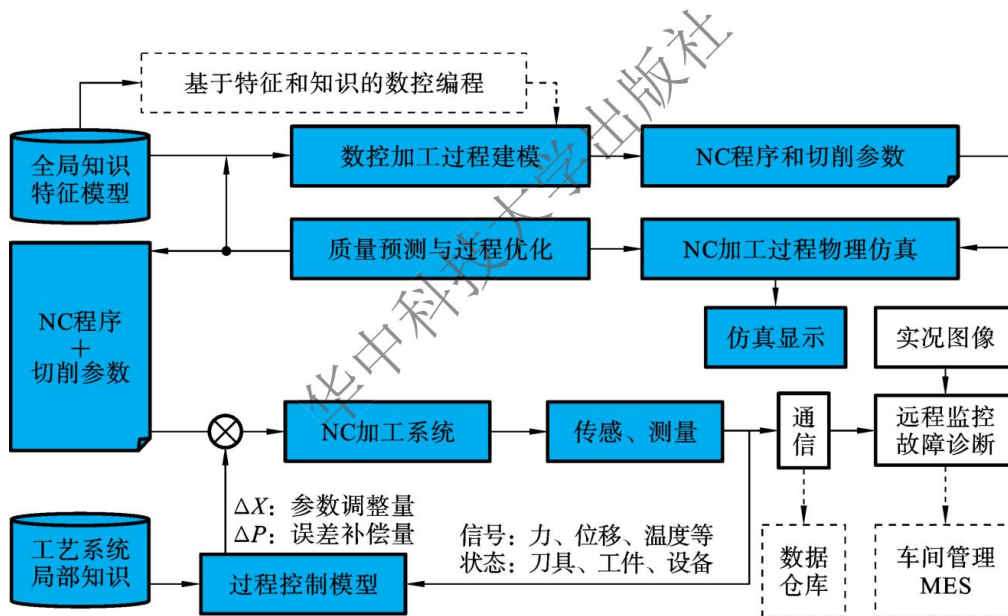 基于特征和知识的数控编程
全局知识
特征模型
数控加工过程建模
NC程序和切削参数
质量预测与过程优化
NC加工过程物理仿真
NC程序
+
切削参数
仿真显示
实况图像
NC加工系统
传感、测量
通
信
远程监控
故障诊断
ΔX：参数调整量
ΔP：误差补偿量
信号：力、位移、温度等
状态：刀具、工件、设备
工艺系统
局部知识
过程控制模型
数据
仓库
车间管理
MES
华中科技大学出版社